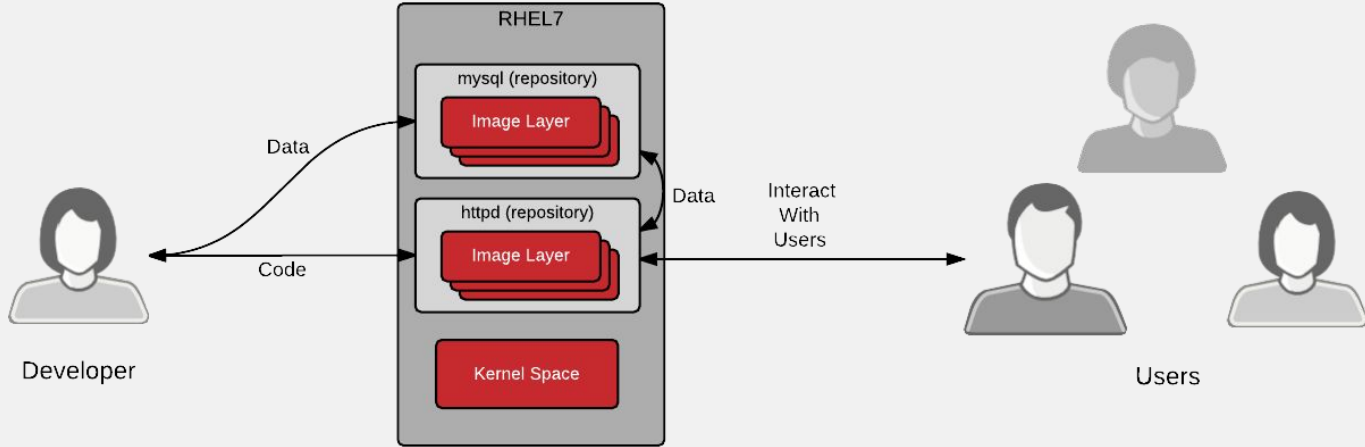 RHEL7
mysql (repository)
Image Layer
Data
httpd (repository)
Image Layer
Code
Data
Interact
With
Users
Kernel Space
Developer
Users